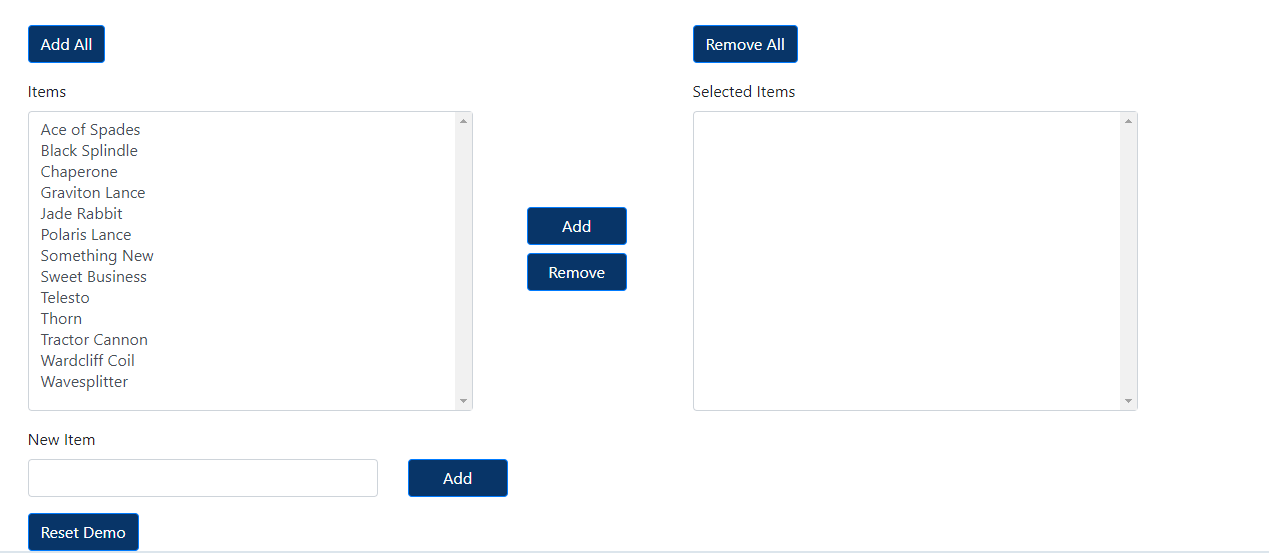 Add All
Remove All
Items
Selected Items
Ace of Spades
Black Splindle
Chaperone
Graviton Lance
Jade Rabbit
Polaris Lance
Something New
Sweet Business
Telesto
Thorn
Tractor Cannon
Wardcliff Coil
Wavesplitter
Add
Remove
New Item
Add
Reset Demo